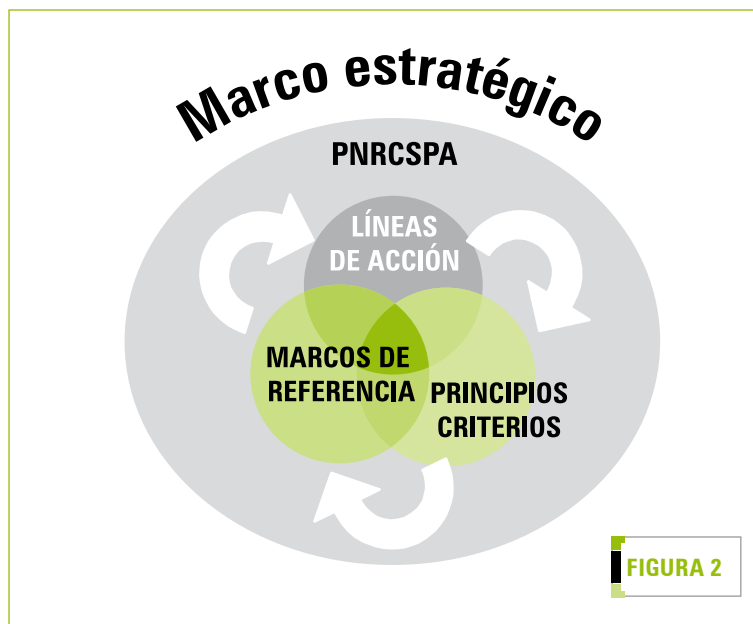 Marco estratégico
PNRCSPA
LÍNEAS
DE ACCIÓN
MARCOS DE
REFERENCIA
PRINCIPIOS
CRITERIOS
FIGURA 2